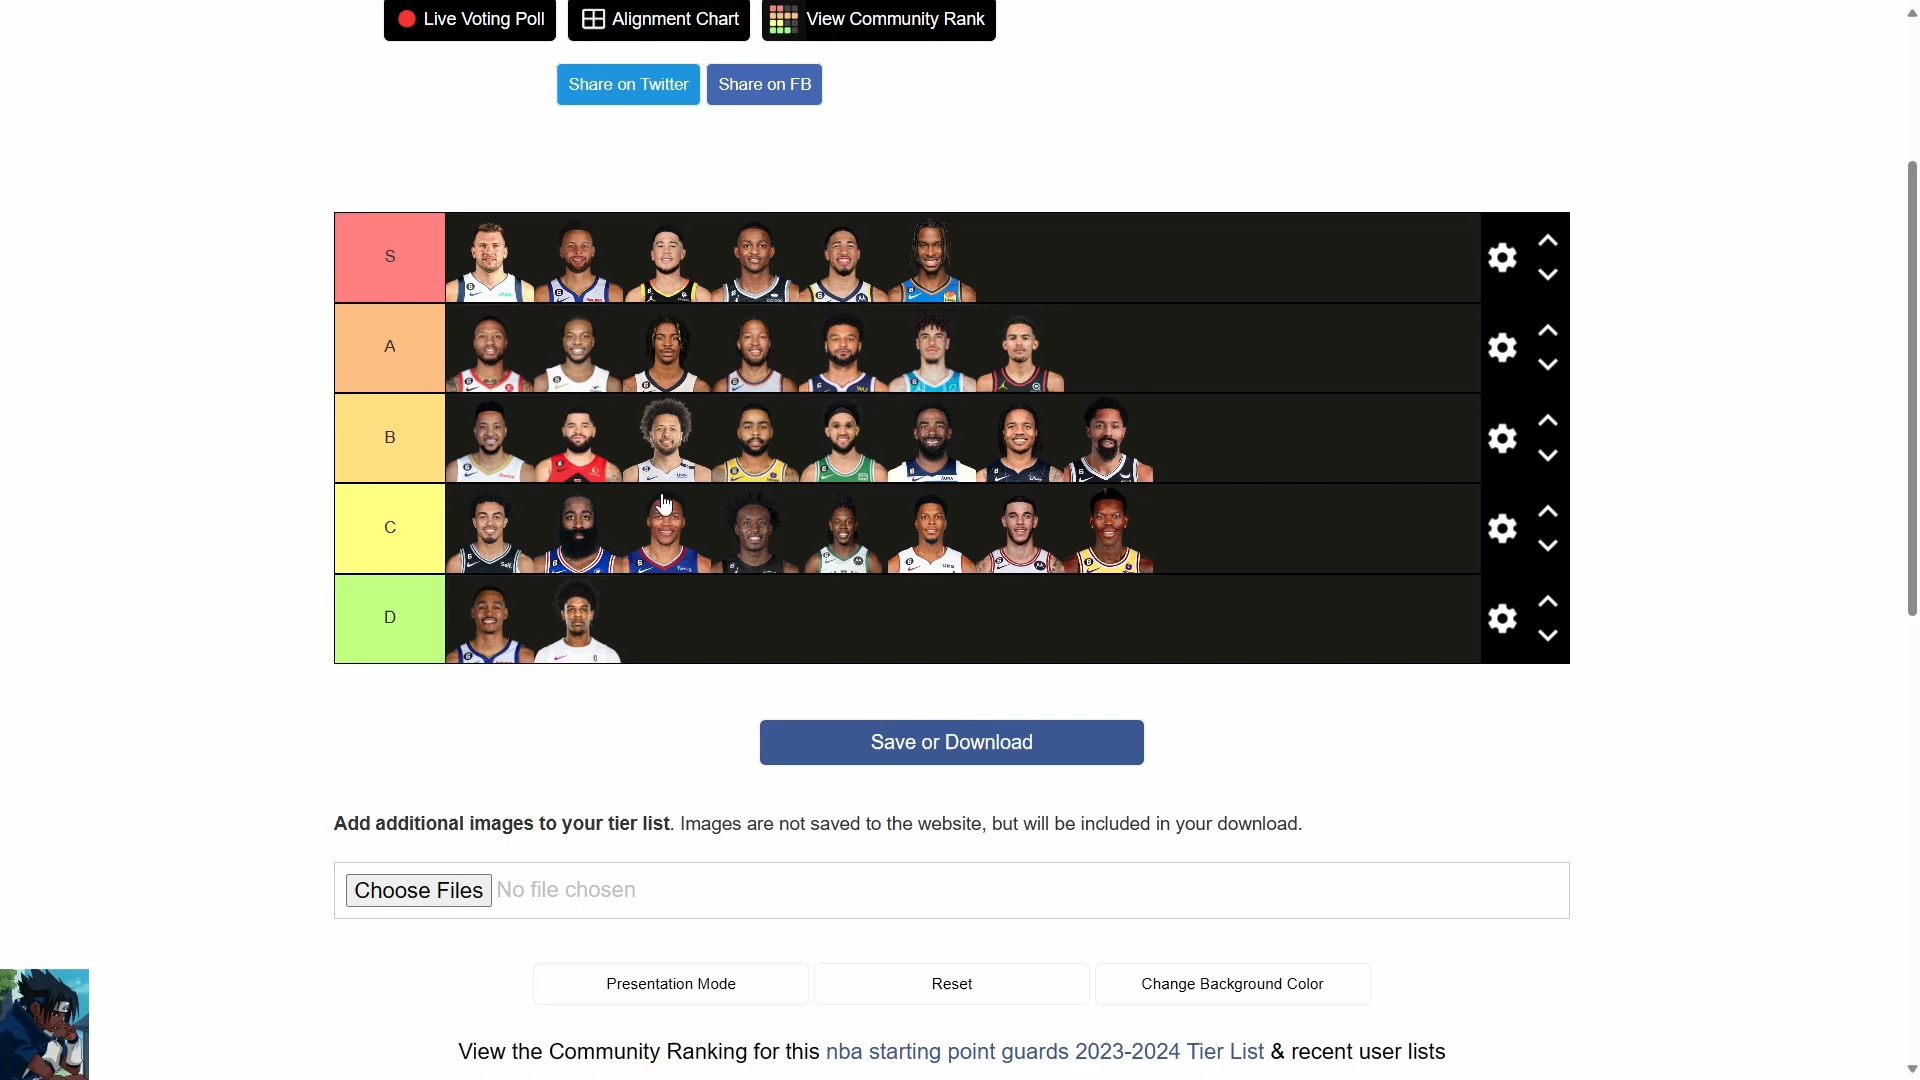 Live Voting Poll
Alignment Chart
View Community Rank
Share on Twitter
Share on FB
S
A
B
C
D
Save or Download
Add additional images to your tier list. Images are not saved to the website, but will be included in your download.
Choose Files No file chosen
Presentation Mode
Reset
Change Background Color
View the Community Ranking for this nba starting point guards 2023-2024 Tier List & recent user lists